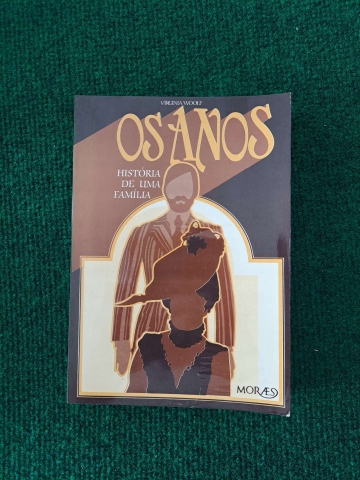 VIRGINIA WOOLF
OS ANOS
HISTÓRIA
DE UMA
FAMÍLIA
MORÆS